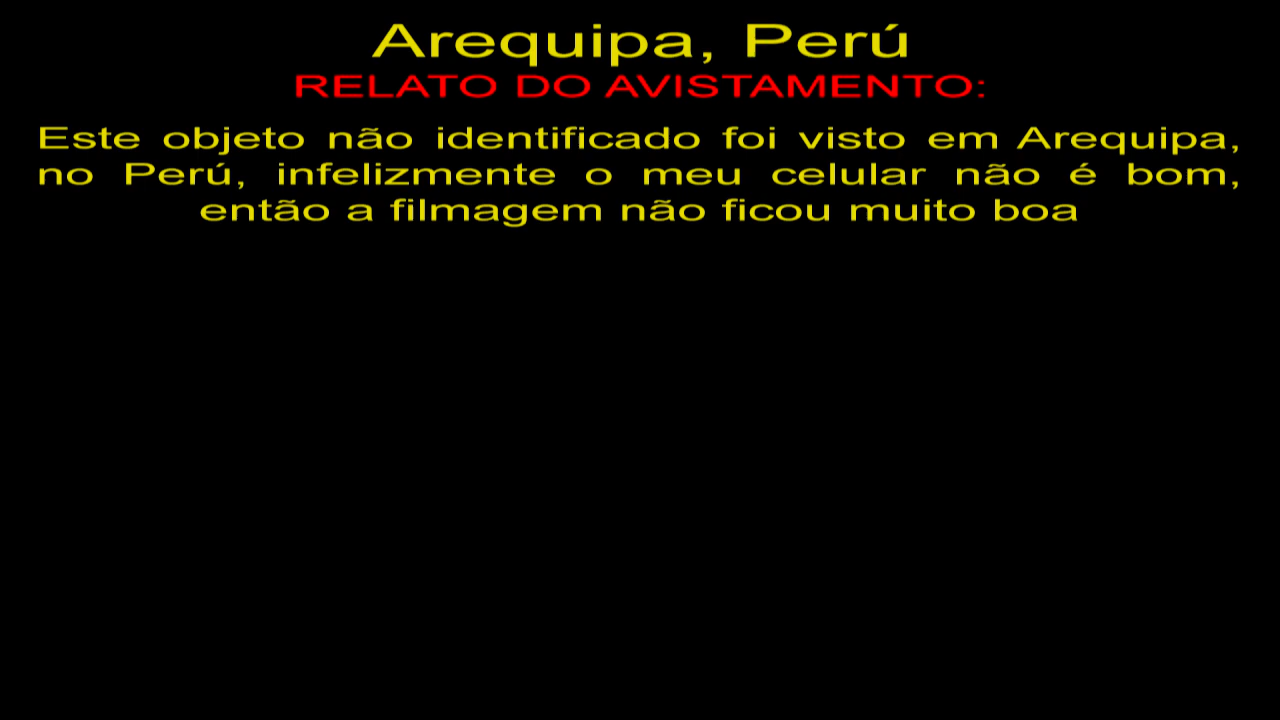 Arequipa, Perú
RELATO DO AVISTAMENTO:
Este objeto não identificado foi visto em Arequipa,
no Perú, infelizmente o meu celular não é bom,
então a filmagem não ficou muito boa